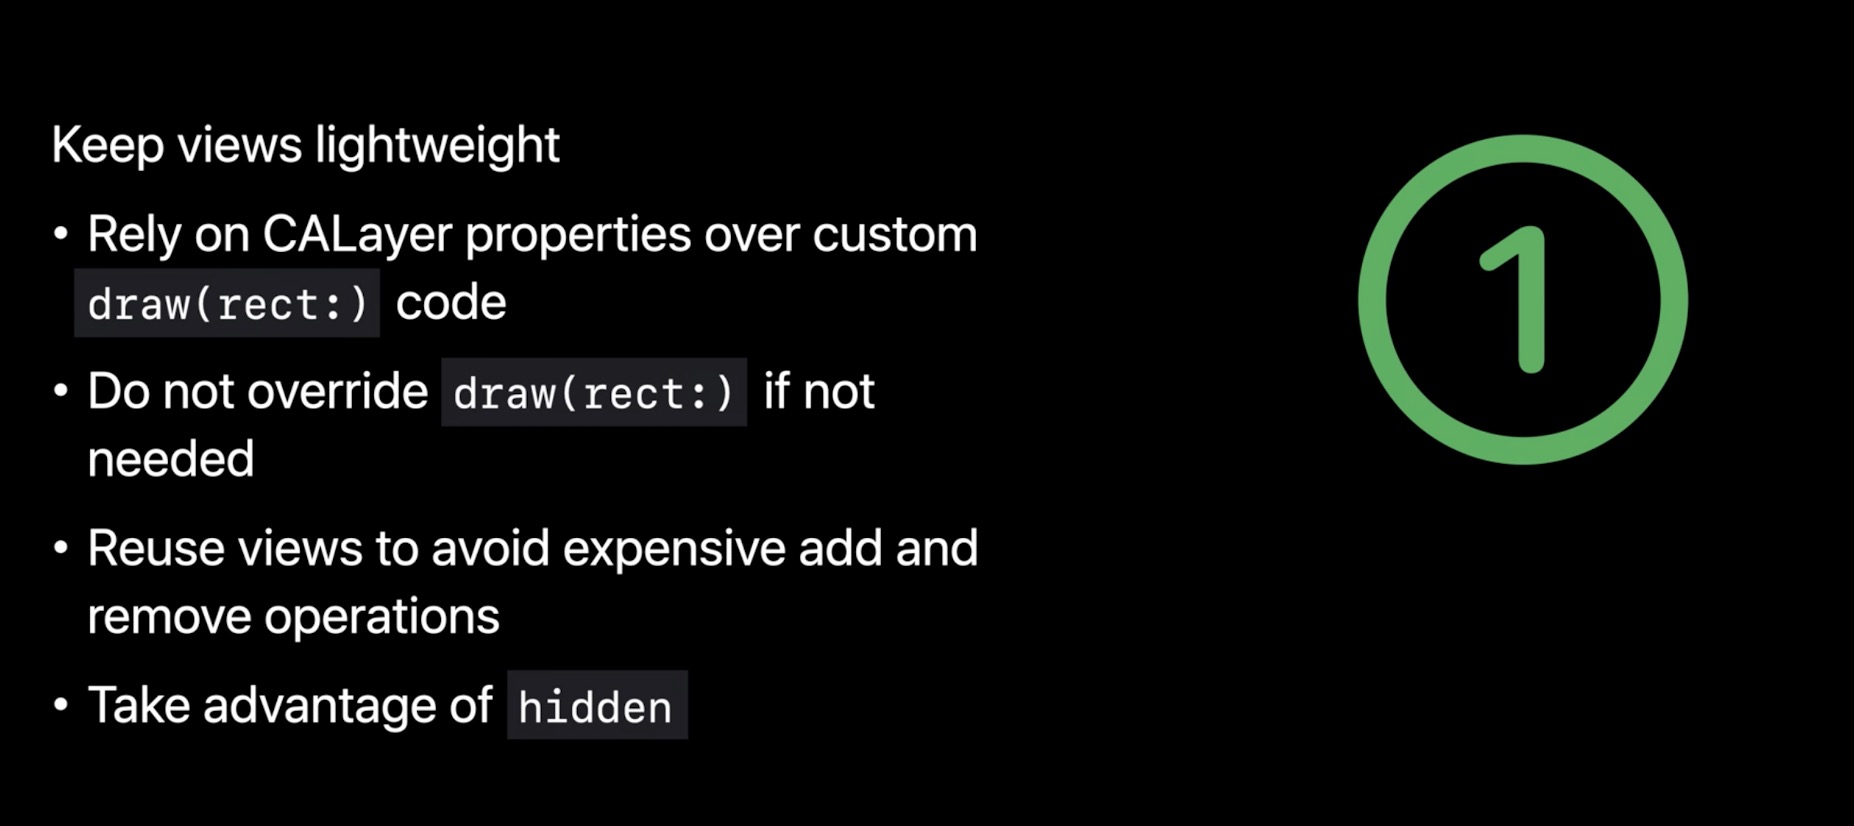 Keep views lightweight
• Rely on CALayer properties over custom
draw(rect:) code
• Do not override draw(rect:) if not
needed
• Reuse views to avoid expensive add and
remove operations
• Take advantage of hidden
1